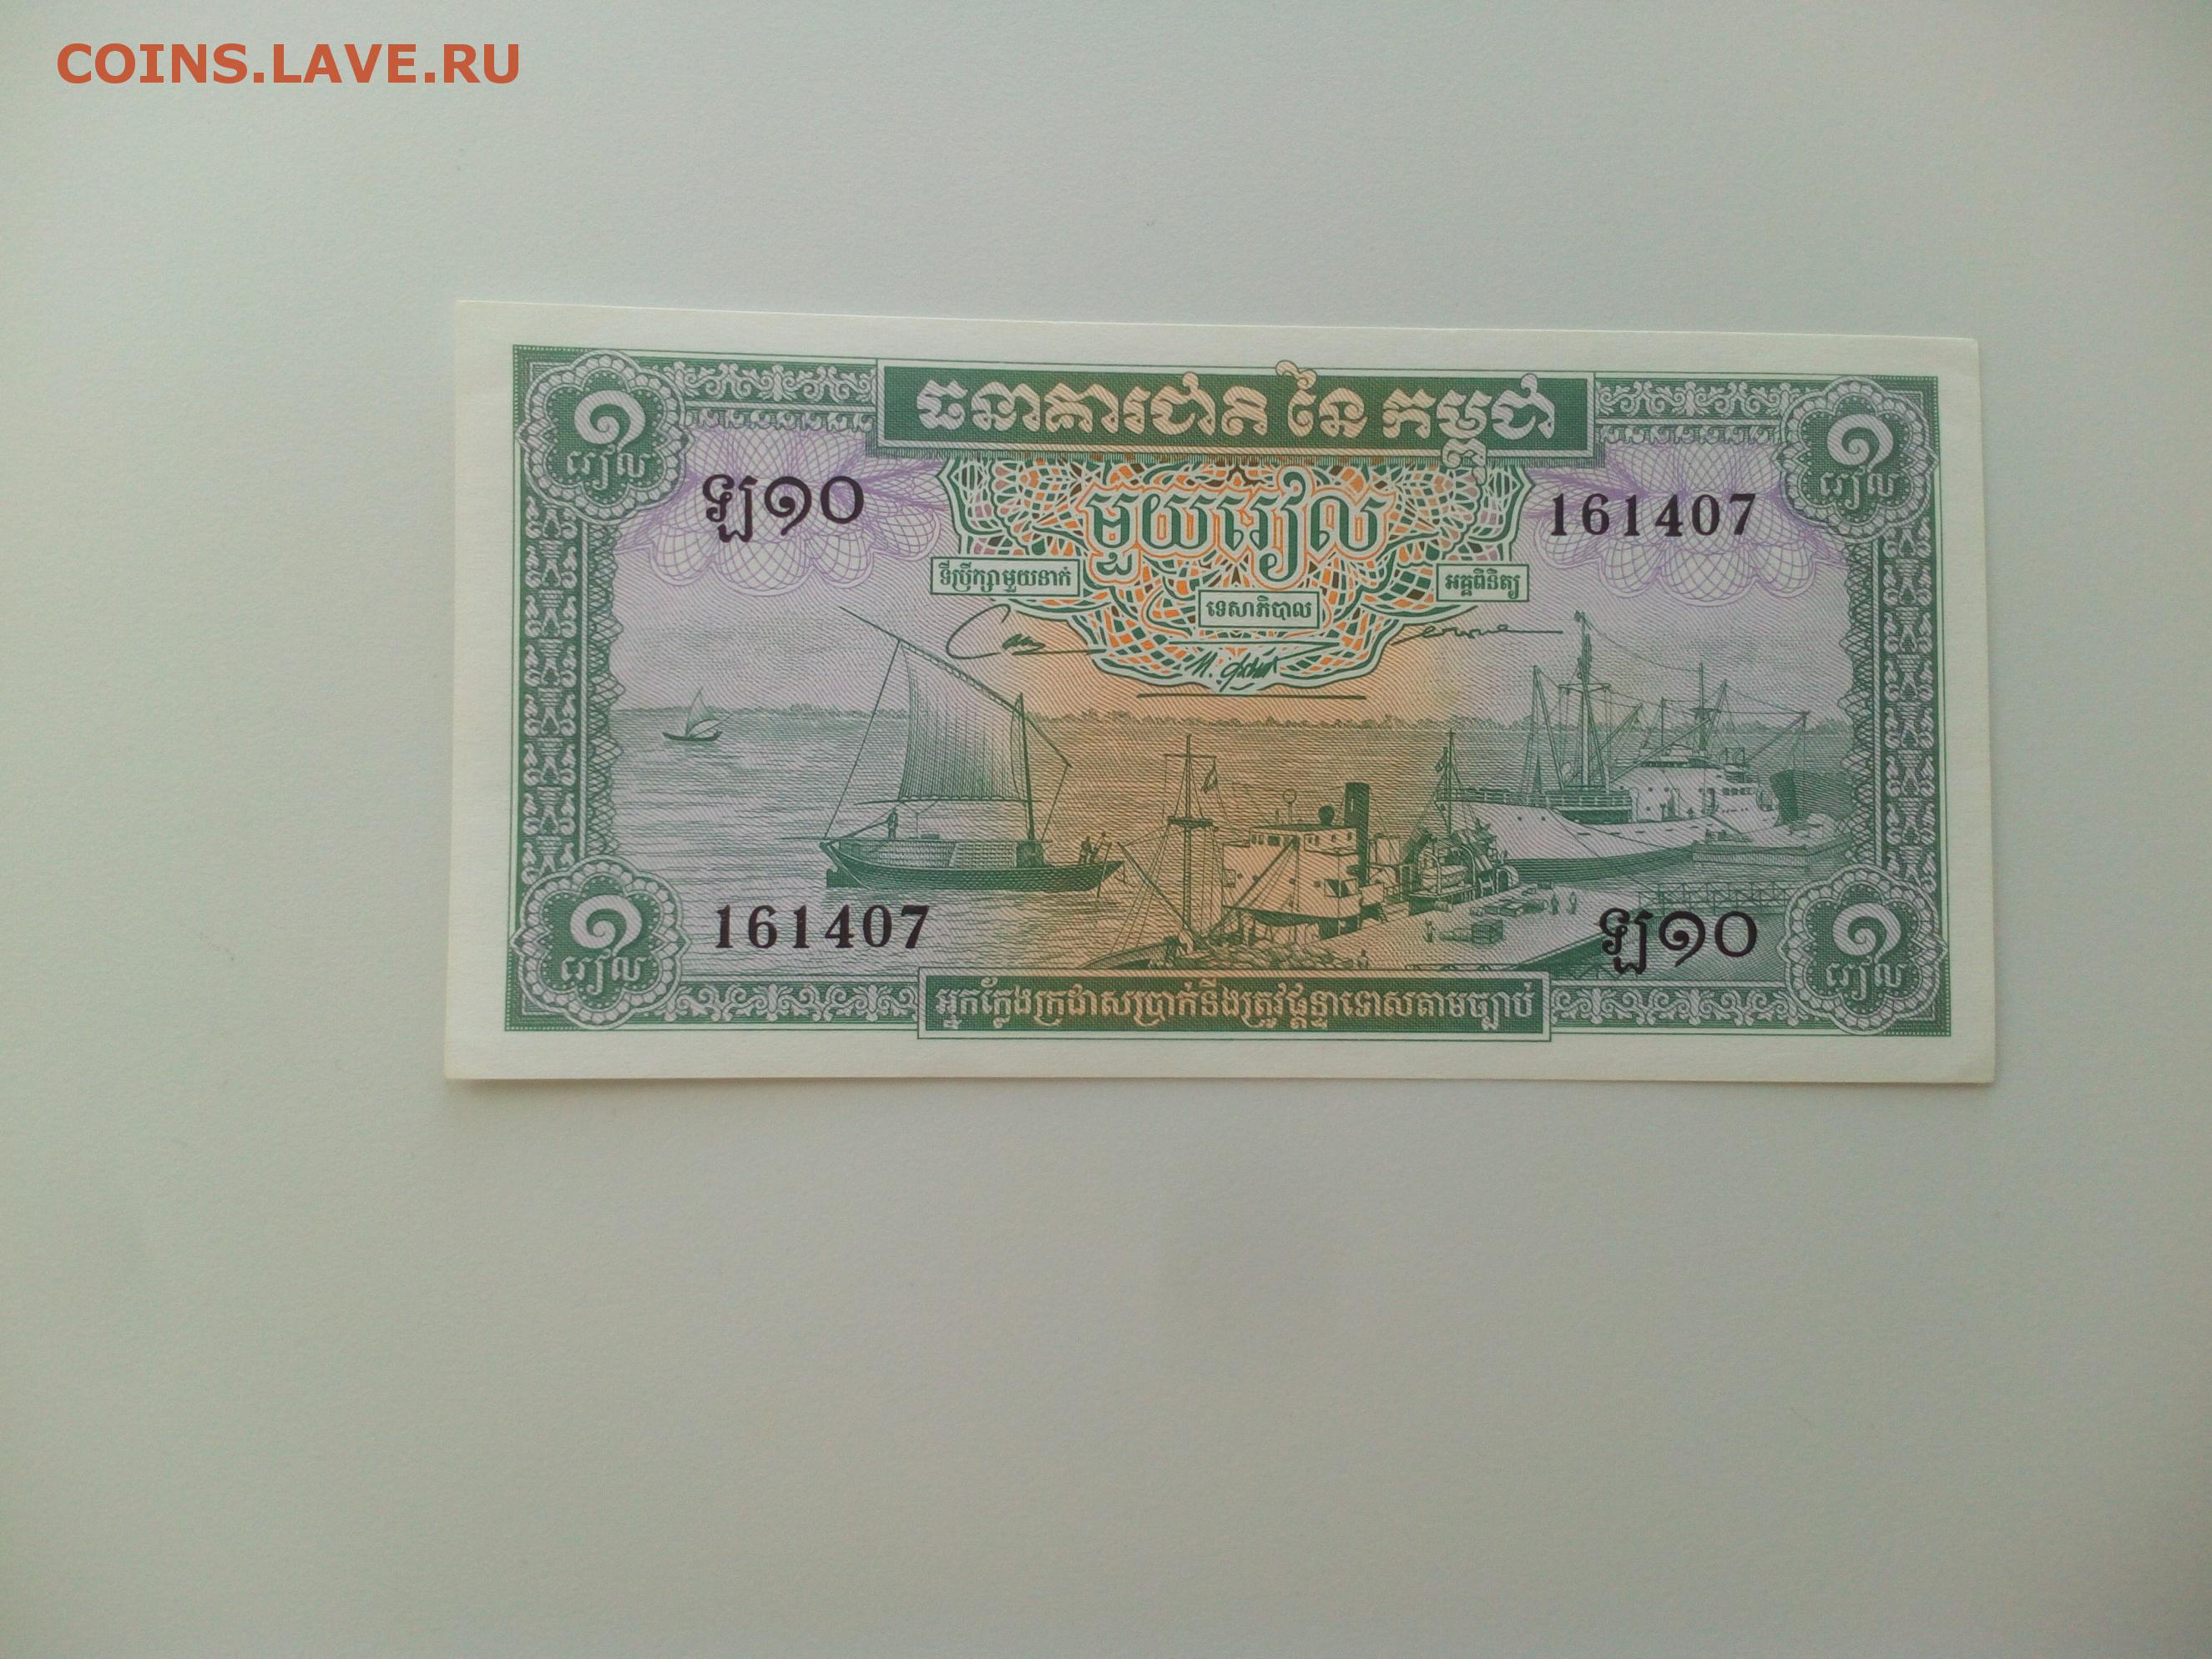 COINS.LAVE.RU
ធនាគារជាតិ នៃ កម្ពុជា
១
រៀល
១
រៀល
ឡ១០
161407
មួយរៀល
ទីប្រឹក្សាមួយនាក់
អគ្គពិនិត្យ
ទេសាភិបាល
161407
ឡ១០
១
រៀល
១
រៀល
អ្នកក្លែងក្រដាសប្រាក់នឹងត្រូវផ្តន្ទាទោសតាមច្បាប់